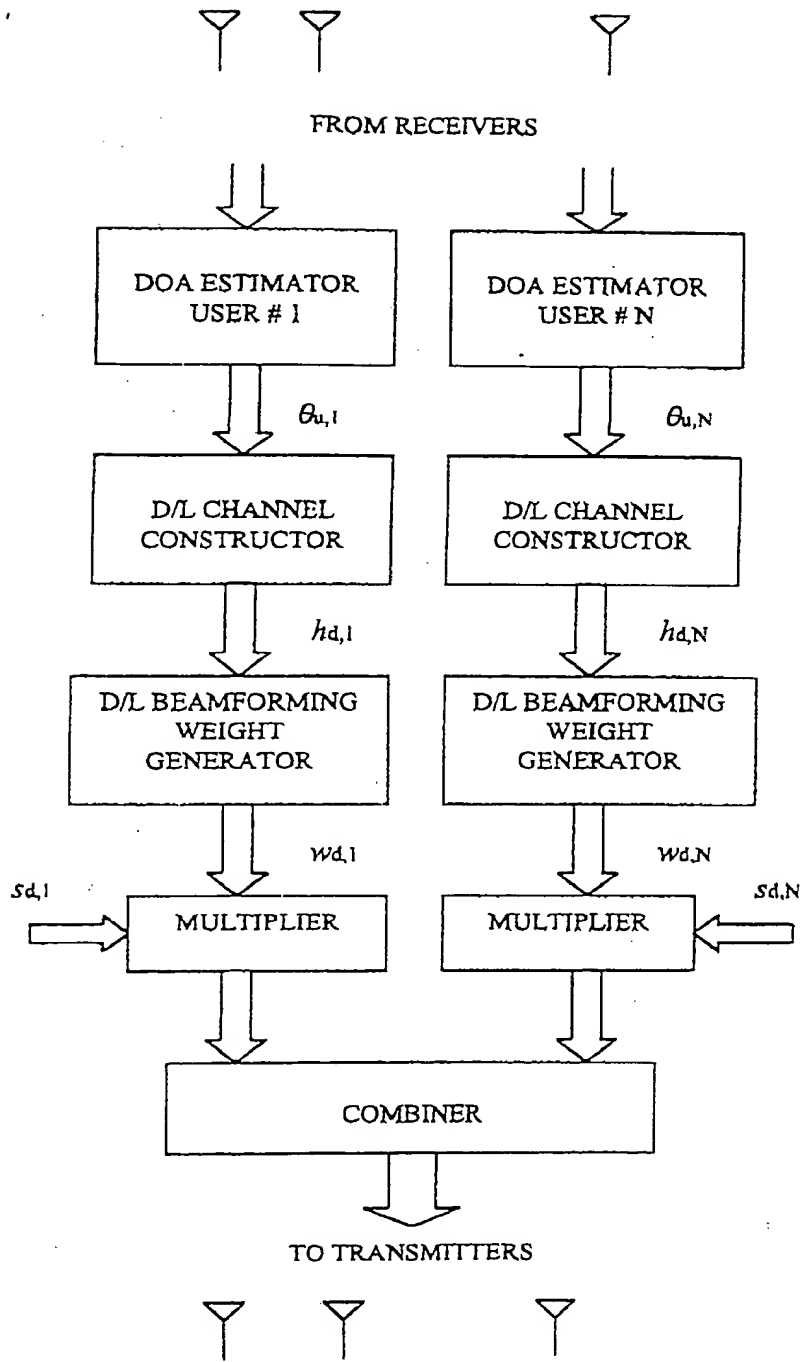 FROM RECEIVERS
DOA ESTIMATOR
USER # 1
DOA ESTIMATOR
USER # N
θu,1
θu,N
D/L CHANNEL
CONSTRUCTOR
D/L CHANNEL
CONSTRUCTOR
hd,1
hd,N
D/L BEAMFORMING
WEIGHT
GENERATOR
D/L BEAMFORMING
WEIGHT
GENERATOR
wd,1
wd,N
sd,1
sd,N
MULTIPLIER
MULTIPLIER
COMBINER
TO TRANSMITTERS